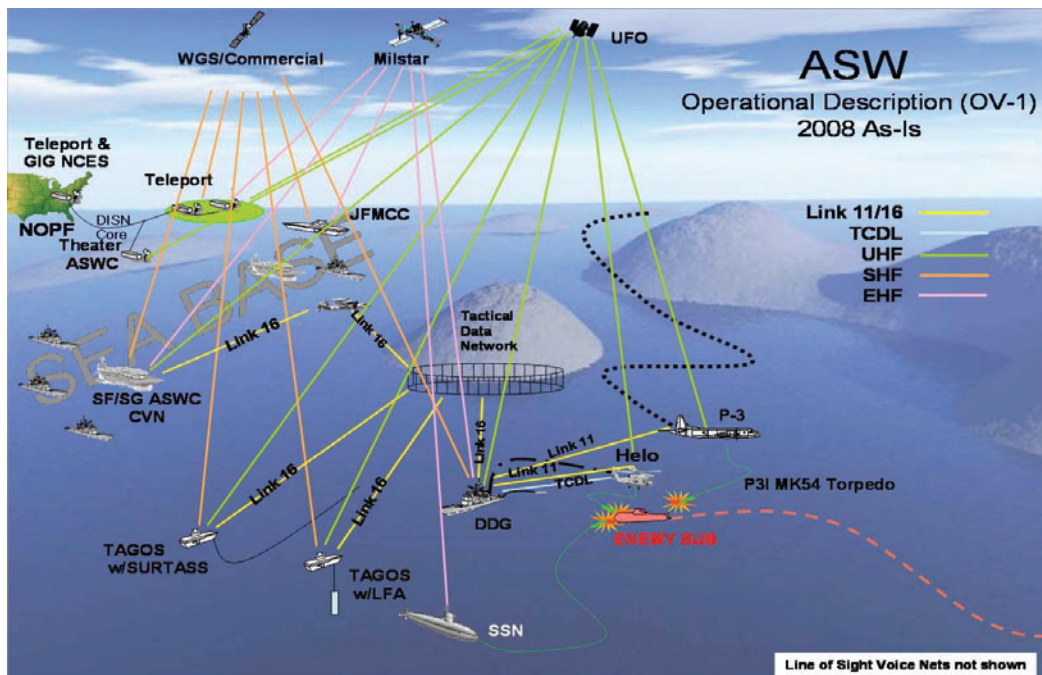 UFO
WGS/Commercial
Milstar
ASW
Operational Description (OV-1)
2008 As-Is
Teleport &
GIG NCES
Teleport
NOPF
DISN
Core
Theater
ASWC
JFMCC
SEA BASE
Link 11/16
TCDL
UHF
SHF
EHF
Link 16
Link 16
Tactical
Data
Network
SF/SG ASWC
CVN
P-3
Link 16
Link 11
Helo
Link 11
TCDL
Link 16
Link 16
P3I MK54 Torpedo
DDG
ENEMY SUB
TAGOS
w/SURTASS
TAGOS
w/LFA
SSN
Line of Sight Voice Nets not shown